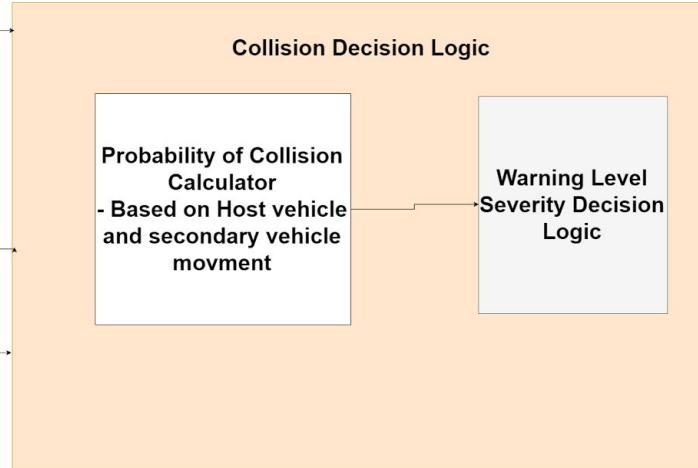 Collision Decision Logic
Probability of Collision
Calculator
- Based on Host vehicle
and secondary vehicle
movment
Warning Level
Severity Decision
Logic